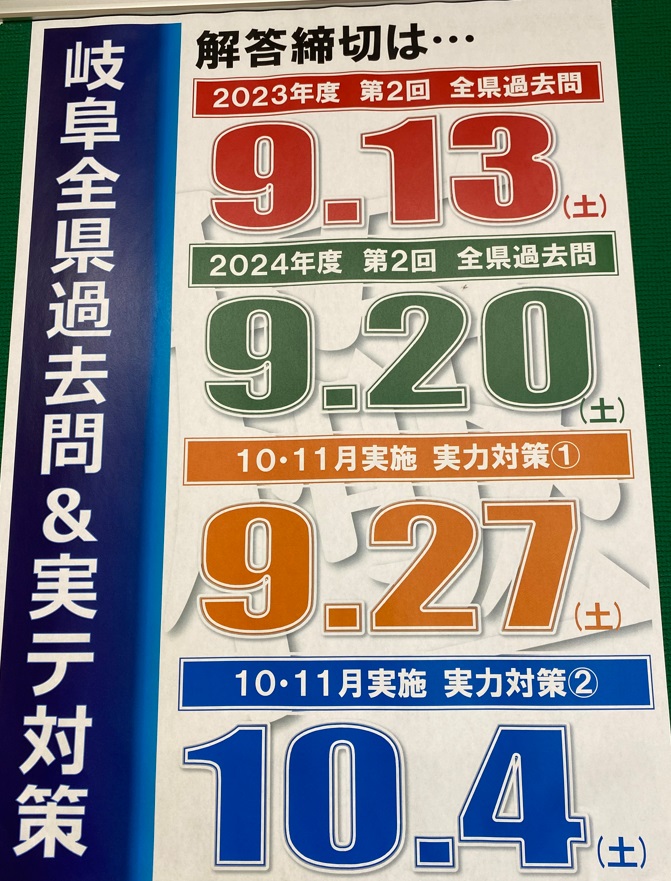 岐阜全県過去問&実テ対策
解答締切は…
2023年度 第2回 全県過去問
9.13(土)
2024年度 第2回 全県過去問
9.20(土)
10・11月実施 実力対策①
9.27(土)
10・11月実施 実力対策②
10.4(土)